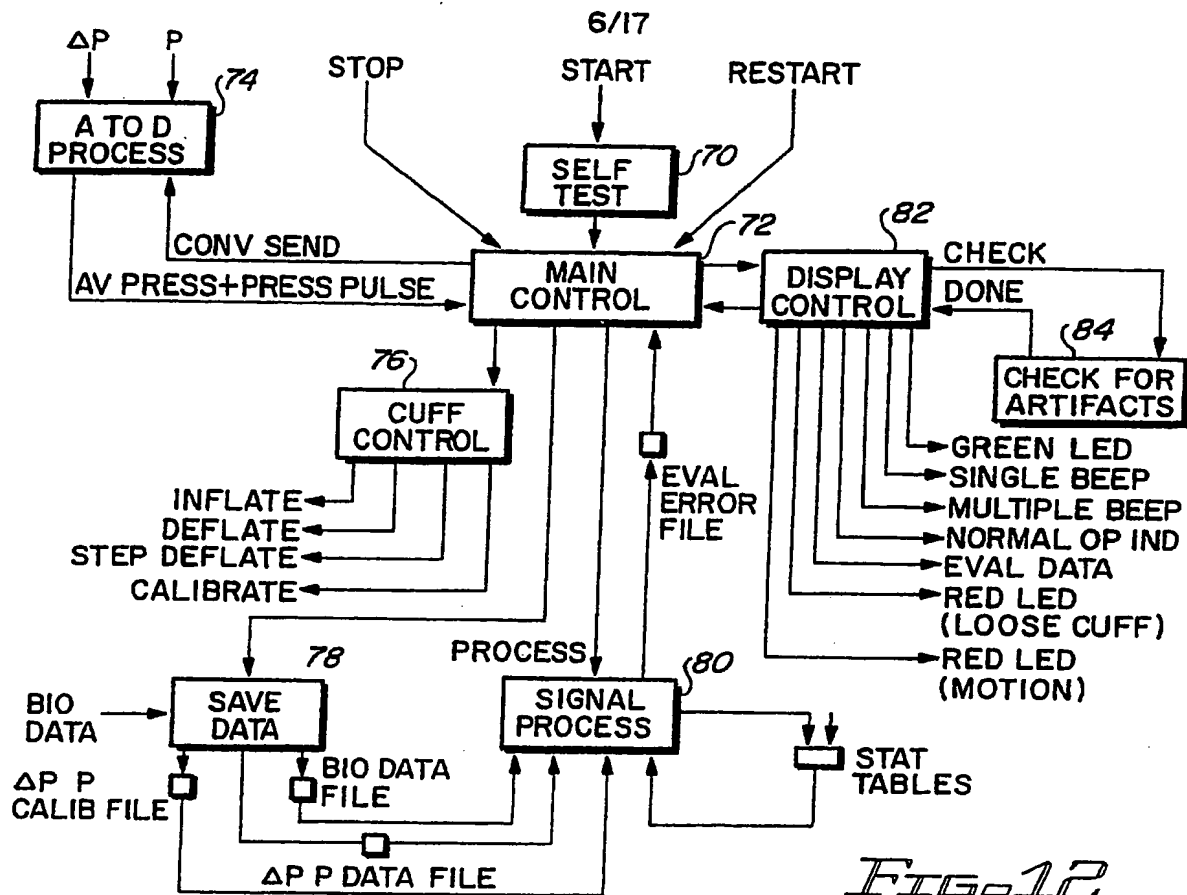 6/17
ΔP P
STOP START RESTART
74
A TO D
PROCESS
70
SELF
TEST
CONV SEND
AV PRESS+PRESS PULSE
72
MAIN
CONTROL
82
DISPLAY
CONTROL
CHECK
DONE
84
CHECK FOR
ARTIFACTS
76
CUFF
CONTROL
INFLATE
DEFLATE
STEP DEFLATE
CALIBRATE
EVAL
ERROR
FILE
GREEN LED
SINGLE BEEP
MULTIPLE BEEP
NORMAL OP IND
EVAL DATA
RED LED
(LOOSE CUFF)
RED LED
(MOTION)
PROCESS
78
SAVE
DATA
BIO
DATA
80
SIGNAL
PROCESS
STAT
TABLES
ΔP P
CALIB FILE
BIO DATA
FILE
ΔP P DATA FILE
FIG-12